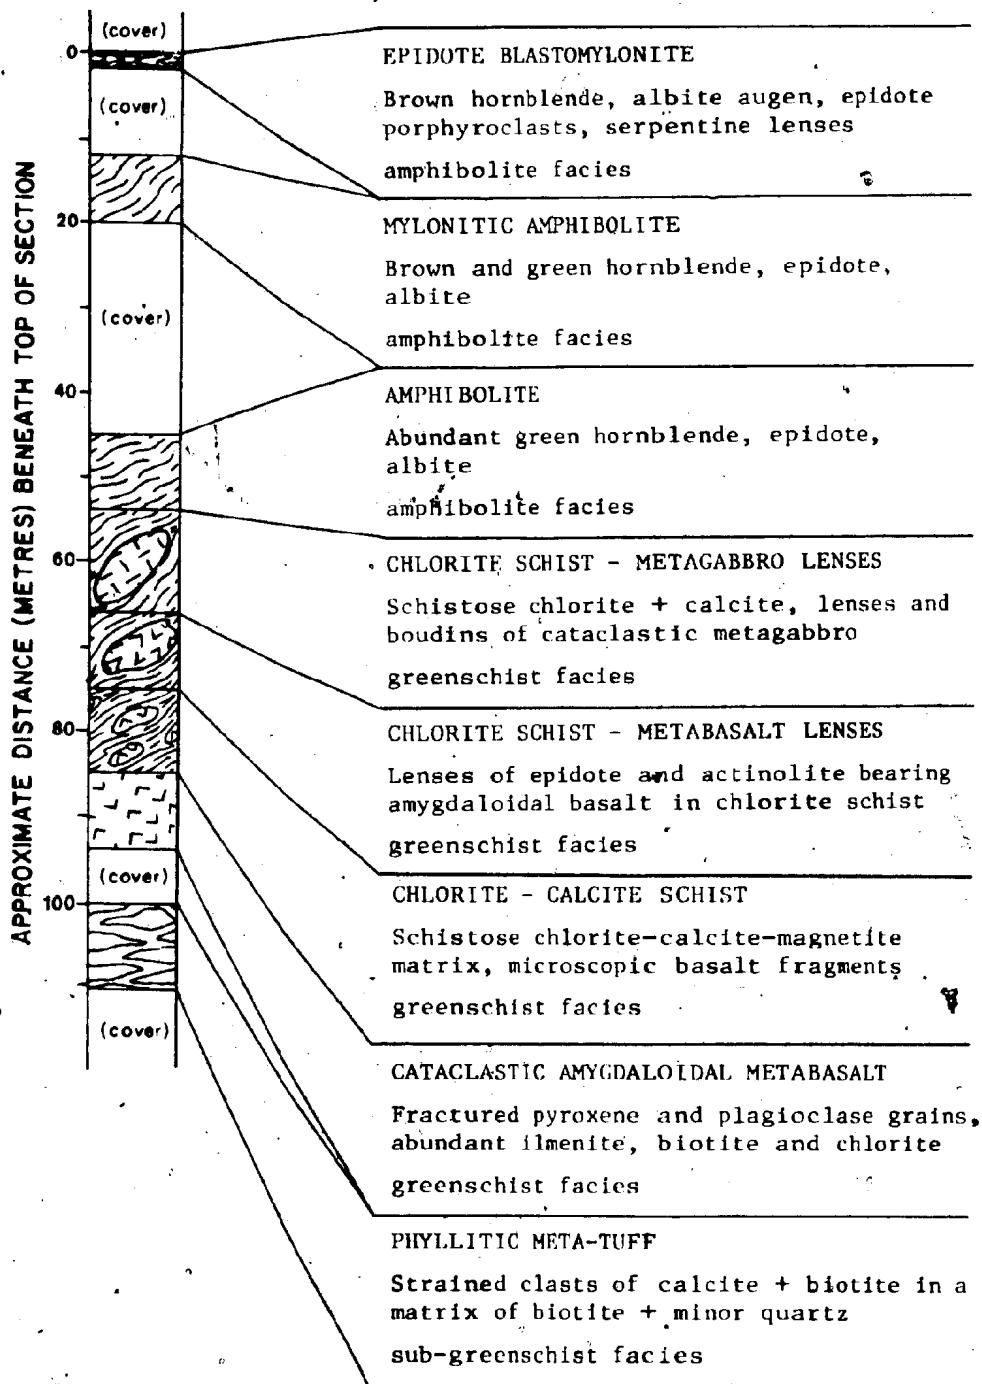 APPROXIMATE DISTANCE (METRES) BENEATH TOP OF SECTION
(cover)
0
(cover)
20
(cover)
40
60
80
(cover)
100
(cover)
EPIDOTE BLASTOMYLONITE
Brown hornblende, albite augen, epidote
porphyroclasts, serpentine lenses
amphibolite facies
MYLONITIC AMPHIBOLITE
Brown and green hornblende, epidote,
albite
amphibolite facies
AMPHIBOLITE
Abundant green hornblende, epidote,
albite
amphibolite facies
CHLORITE SCHIST - METAGABBRO LENSES
Schistose chlorite + calcite, lenses and
boudins of cataclastic metagabbro
greenschist facies
CHLORITE SCHIST - METABASALT LENSES
Lenses of epidote and actinolite bearing
amygdaloidal basalt in chlorite schist
greenschist facies
CHLORITE - CALCITE SCHIST
Schistose chlorite-calcite-magnetite
matrix, microscopic basalt fragments
greenschist facies
CATACLASTIC AMYGDALOIDAL METABASALT
Fractured pyroxene and plagioclase grains,
abundant ilmenite, biotite and chlorite
greenschist facies
PHYLLITIC META-TUFF
Strained clasts of calcite + biotite in a
matrix of biotite + minor quartz
sub-greenschist facies